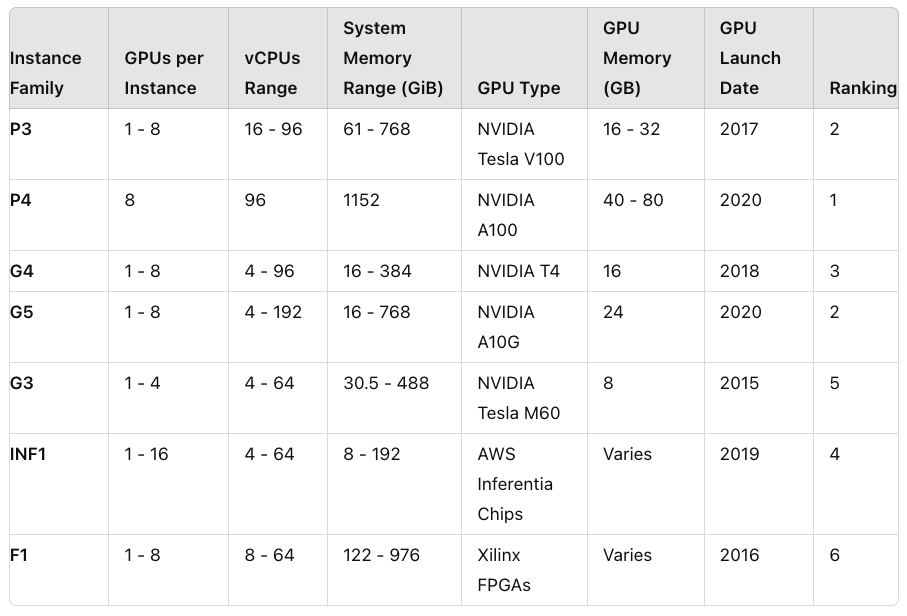 Instance Family | GPUs per Instance | vCPUs Range | System Memory Range (GiB) | GPU Type | GPU Memory (GB) | GPU Launch Date | Ranking
P3 | 1 - 8 | 16 - 96 | 61 - 768 | NVIDIA Tesla V100 | 16 - 32 | 2017 | 2
P4 | 8 | 96 | 1152 | NVIDIA A100 | 40 - 80 | 2020 | 1
G4 | 1 - 8 | 4 - 96 | 16 - 384 | NVIDIA T4 | 16 | 2018 | 3
G5 | 1 - 8 | 4 - 192 | 16 - 768 | NVIDIA A10G | 24 | 2020 | 2
G3 | 1 - 4 | 4 - 64 | 30.5 - 488 | NVIDIA Tesla M60 | 8 | 2015 | 5
INF1 | 1 - 16 | 4 - 64 | 8 - 192 | AWS Inferentia Chips | Varies | 2019 | 4
F1 | 1 - 8 | 8 - 64 | 122 - 976 | Xilinx FPGAs | Varies | 2016 | 6